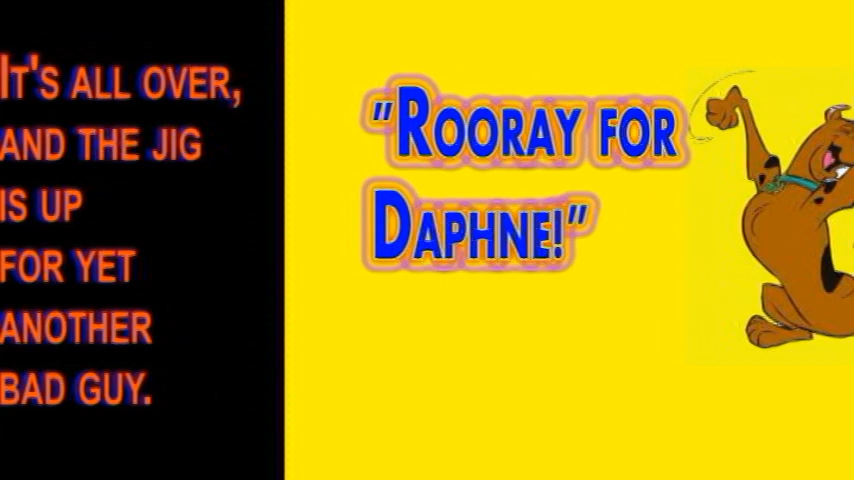 IT'S ALL OVER,
AND THE JIG
IS UP
FOR YET
ANOTHER
BAD GUY.
"ROORAY FOR
DAPHNE!"